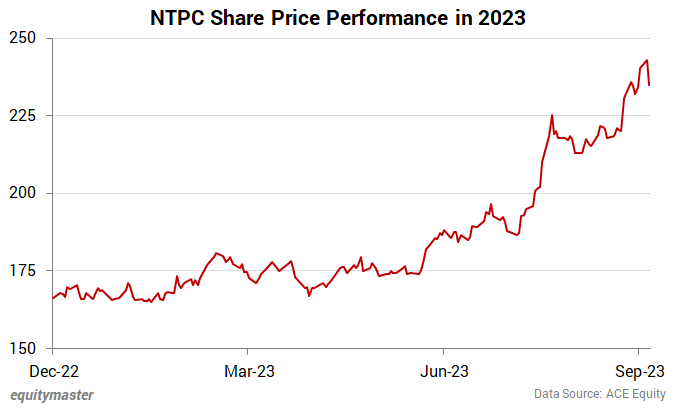 NTPC Share Price Performance in 2023
250
225
200
175
150
Dec-22 Mar-23 Jun-23 Sep-23
equitymaster Data Source: ACE Equity